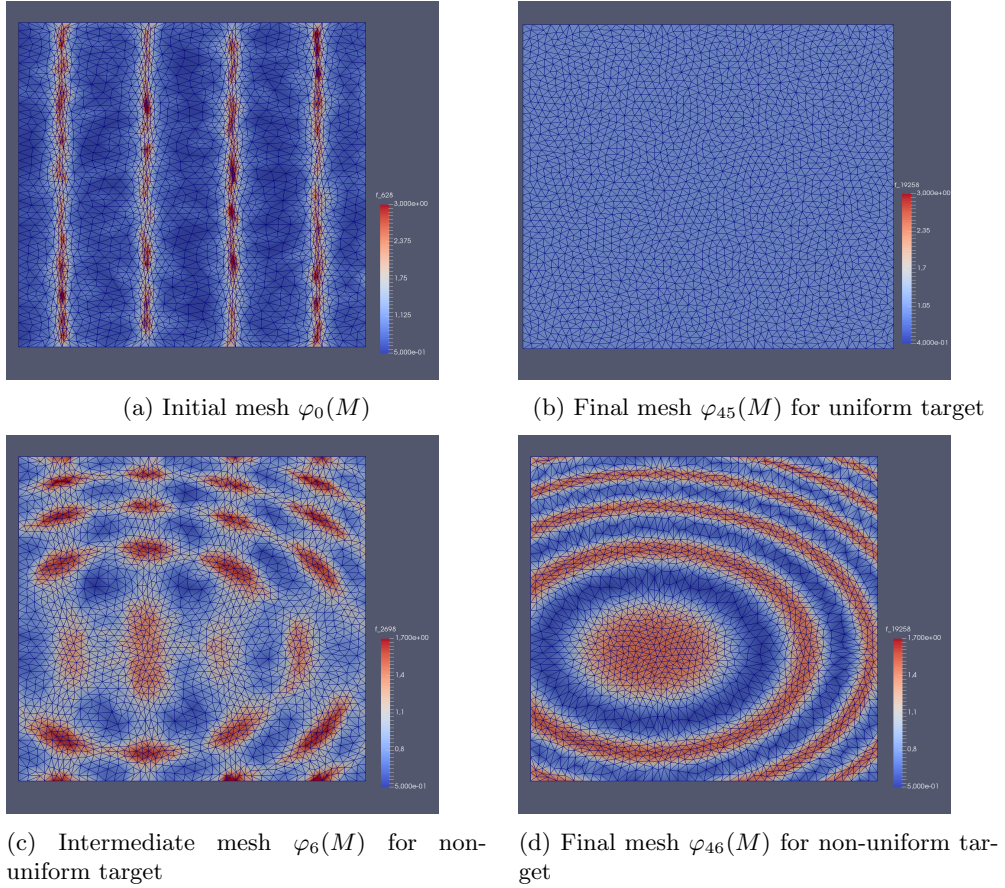 f_628
3.000e+00
2.375
1.75
1.125
5.000e-01
f_19258
3.000e+00
2.35
1.7
1.05
4.000e-01
(a) Initial mesh φ₀(M)
(b) Final mesh φ₄₅(M) for uniform target
f_2698
1.700e+00
1.4
1.1
0.8
5.000e-01
f_19258
1.700e+00
1.4
1.1
0.8
5.000e-01
(c) Intermediate mesh φ₆(M) for non-
uniform target
(d) Final mesh φ₄₆(M) for non-uniform tar-
get